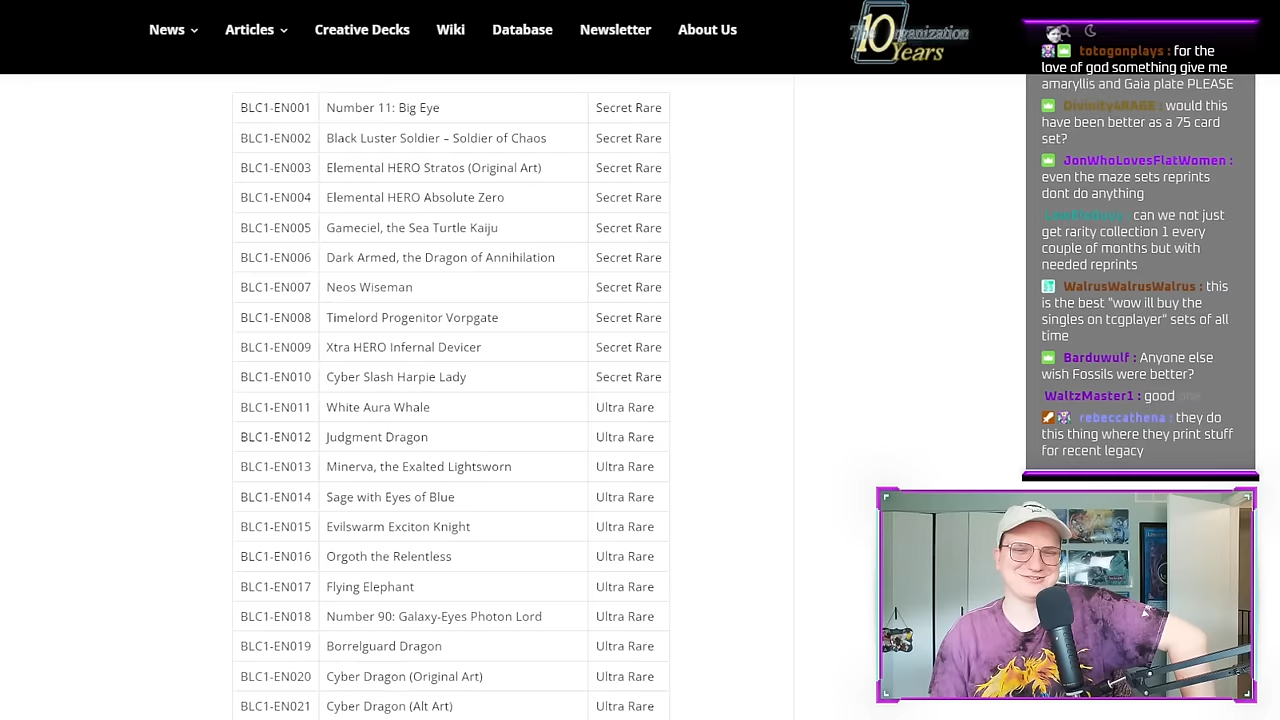 News Articles Creative Decks Wiki Database Newsletter About Us
The Organization
10 Years
BLC1-EN001 Number 11: Big Eye Secret Rare
BLC1-EN002 Black Luster Soldier – Soldier of Chaos Secret Rare
BLC1-EN003 Elemental HERO Stratos (Original Art) Secret Rare
BLC1-EN004 Elemental HERO Absolute Zero Secret Rare
BLC1-EN005 Gameciel, the Sea Turtle Kaiju Secret Rare
BLC1-EN006 Dark Armed, the Dragon of Annihilation Secret Rare
BLC1-EN007 Neos Wiseman Secret Rare
BLC1-EN008 Timelord Progenitor Vorpgate Secret Rare
BLC1-EN009 Xtra HERO Infernal Devicer Secret Rare
BLC1-EN010 Cyber Slash Harpie Lady Secret Rare
BLC1-EN011 White Aura Whale Ultra Rare
BLC1-EN012 Judgment Dragon Ultra Rare
BLC1-EN013 Minerva, the Exalted Lightsworn Ultra Rare
BLC1-EN014 Sage with Eyes of Blue Ultra Rare
BLC1-EN015 Evilswarm Exciton Knight Ultra Rare
BLC1-EN016 Orgoth the Relentless Ultra Rare
BLC1-EN017 Flying Elephant Ultra Rare
BLC1-EN018 Number 90: Galaxy-Eyes Photon Lord Ultra Rare
BLC1-EN019 Borrelguard Dragon Ultra Rare
BLC1-EN020 Cyber Dragon (Original Art) Ultra Rare
BLC1-EN021 Cyber Dragon (Alt Art) Ultra Rare
totogonplays : for the
love of god something give me
amaryllis and Gaia plate PLEASE
Divinity4RAGE : would this
have been better as a 75 card
set?
JonWhoLovesFlatWomen :
even the maze sets reprints
dont do anything
can we not just
get rarity collection 1 every
couple of months but with
needed reprints
WalrusWalrusWalrus : this
is the best "wow ill buy the
singles on tcgplayer" sets of all
time
Barduwulf : Anyone else
wish Fossils were better?
WaltzMaster1 : good one
rebeccathena : they do
this thing where they print stuff
for recent legacy